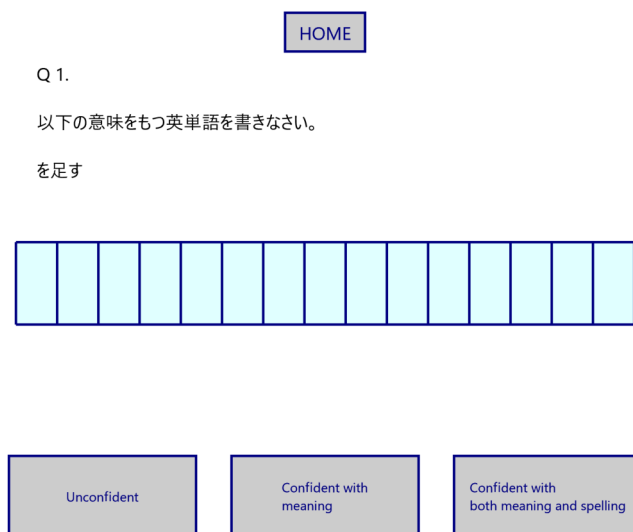 HOME
Q 1.
以下の意味をもつ英単語を書きなさい。
を足す
Unconfident
Confident with
meaning
Confident with
both meaning and spelling